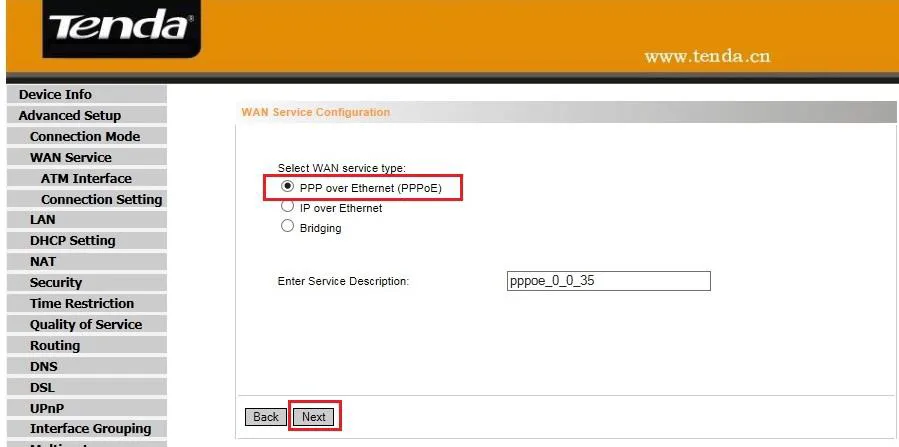 Tenda®
www.tenda.cn
Device Info
Advanced Setup
Connection Mode
WAN Service
ATM Interface
Connection Setting
LAN
DHCP Setting
NAT
Security
Time Restriction
Quality of Service
Routing
DNS
DSL
UPnP
Interface Grouping
WAN Service Configuration
Select WAN service type:
PPP over Ethernet (PPPoE)
IP over Ethernet
Bridging
Enter Service Description: pppoe_0_0_35
Back Next